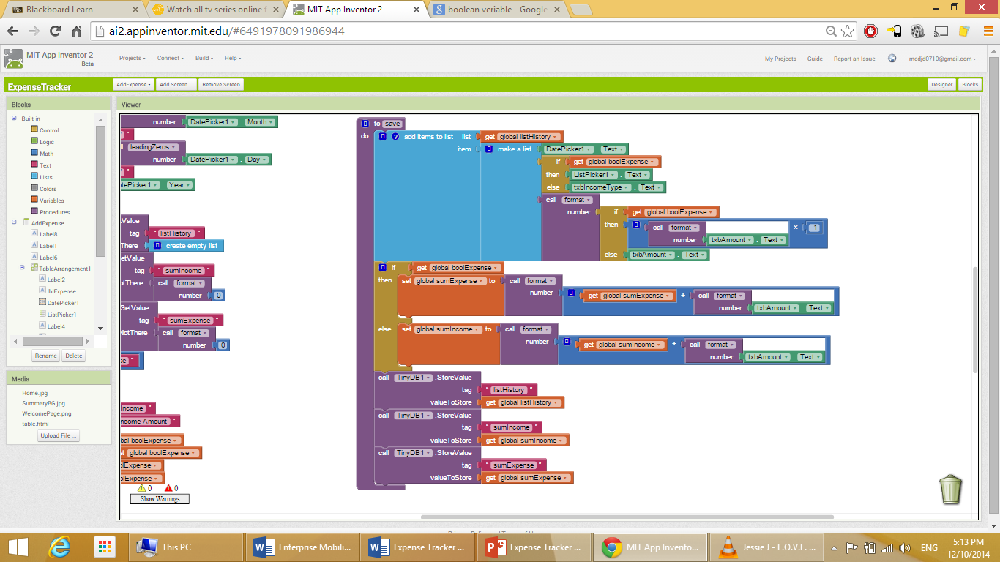 Blackboard Learn
Watch all tv series online f
MIT App Inventor 2
boolean veriable - Google
ai2.appinventor.mit.edu/#6491978091986944
MIT App Inventor 2
Beta
Projects
Connect
Build
Help
My Projects
Guide
Report an Issue
medjd0710@gmail.com
ExpenseTracker
AddExpense
Add Screen ...
Remove Screen
Designer
Blocks
Blocks
Built-in
Control
Logic
Math
Text
Lists
Colors
Variables
Procedures
AddExpense
Label8
Label1
Label6
TableArrangement1
Label2
lblExpense
DatePicker1
ListPicker1
Label4
Rename
Delete
Media
Home.jpg
SummaryBG.jpg
WelcomePage.png
table.html
Upload File ...
Viewer
number DatePicker1 . Month
leadingZeros
number DatePicker1 . Day
atePicker1 . Year
Value
tag " listHistory "
There create empty list
etValue
tag " sumIncome "
otThere call format
number 0
GetValue
tag " sumExpense "
NotThere call format
number 0
se "
ncome "
ncome Amount "
global boolExpense
et global boolExpense
olExpense
olExpense
0 0
Show Warnings
to save
do add items to list list get global listHistory
item make a list DatePicker1 . Text
if get global boolExpense
then ListPicker1 . Text
else txbIncomeType . Text
call format
number if get global boolExpense
then call format × -1
number txbAmount . Text
else txbAmount . Text
if get global boolExpense
then set global sumExpense to call format
number get global sumExpense + call format
number txbAmount . Text
else set global sumIncome to call format
number get global sumIncome + call format
number txbAmount . Text
call TinyDB1 .StoreValue
tag " listHistory "
valueToStore get global listHistory
call TinyDB1 .StoreValue
tag " sumIncome "
valueToStore get global sumIncome
call TinyDB1 .StoreValue
tag " sumExpense "
valueToStore get global sumExpense
This PC
Enterprise Mobili...
Expense Tracker ...
Expense Tracker ...
MIT App Invento...
Jessie J - L.O.V.E. ...
ENG
5:13 PM
12/10/2014